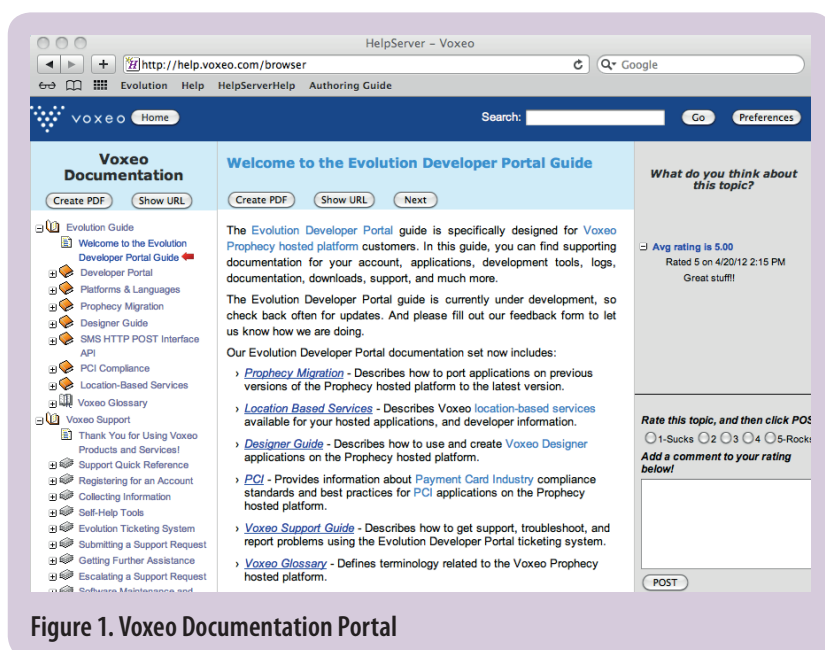 HelpServer – Voxeo
http://help.voxeo.com/browser
Google
Evolution Help HelpServerHelp Authoring Guide
voxeo Home
Search: Go Preferences
Voxeo
Documentation
Create PDF Show URL
Evolution Guide
Welcome to the Evolution
Developer Portal Guide
Developer Portal
Platforms & Languages
Prophecy Migration
Designer Guide
SMS HTTP POST Interface
API
PCI Compliance
Location-Based Services
Voxeo Glossary
Voxeo Support
Thank You for Using Voxeo
Products and Services!
Support Quick Reference
Registering for an Account
Collecting Information
Self-Help Tools
Evolution Ticketing System
Submitting a Support Request
Getting Further Assistance
Escalating a Support Request
Software Maintenance and
Welcome to the Evolution Developer Portal Guide
Create PDF Show URL Next
The Evolution Developer Portal guide is specifically designed for Voxeo
Prophecy hosted platform customers. In this guide, you can find supporting
documentation for your account, applications, development tools, logs,
documentation, downloads, support, and much more.
The Evolution Developer Portal guide is currently under development, so
check back often for updates. And please fill out our feedback form to let
us know how we are doing.
Our Evolution Developer Portal documentation set now includes:
› Prophecy Migration - Describes how to port applications on previous
versions of the Prophecy hosted platform to the latest version.
› Location Based Services - Describes Voxeo location-based services
available for your hosted applications, and developer information.
› Designer Guide - Describes how to use and create Voxeo Designer
applications on the Prophecy hosted platform.
› PCI - Provides information about Payment Card Industry compliance
standards and best practices for PCI applications on the Prophecy
hosted platform.
› Voxeo Support Guide - Describes how to get support, troubleshoot, and
report problems using the Evolution Developer Portal ticketing system.
› Voxeo Glossary - Defines terminology related to the Voxeo Prophecy
hosted platform.
What do you think about
this topic?
Avg rating is 5.00
Rated 5 on 4/20/12 2:15 PM
Great stuff!!
Rate this topic, and then click POS
1-Sucks 2 3 4 5-Rocks
Add a comment to your rating
below!
POST
Figure 1. Voxeo Documentation Portal